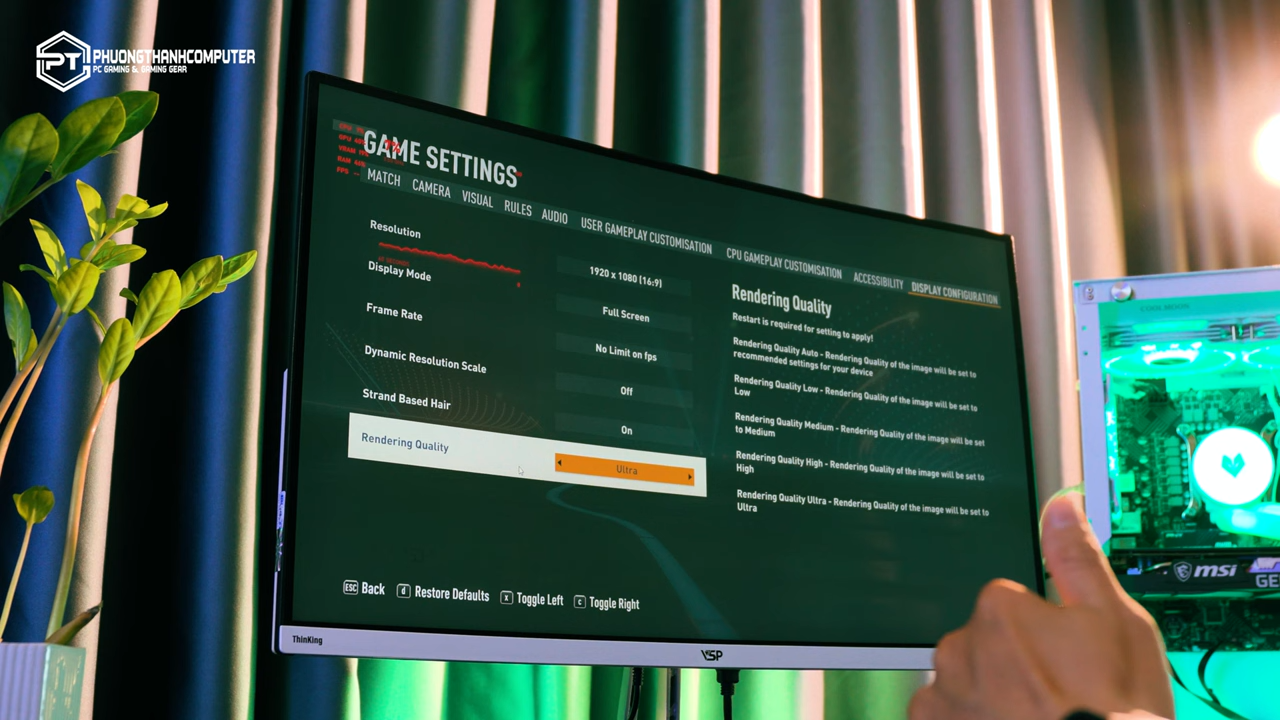 PT PHUONGTHANHCOMPUTER
PC GAMING & GAMING GEAR
GAME SETTINGS
MATCH CAMERA VISUAL RULES AUDIO USER GAMEPLAY CUSTOMISATION CPU GAMEPLAY CUSTOMISATION ACCESSIBILITY DISPLAY CONFIGURATION
Resolution 1920 x 1080 (16:9)
Display Mode Full Screen
Frame Rate No Limit on fps
Dynamic Resolution Scale Off
Strand Based Hair On
Rendering Quality Ultra
Rendering Quality
Restart is required for setting to apply!
Rendering Quality Auto - Rendering Quality of the image will be set to
recommended settings for your device
Rendering Quality Low - Rendering Quality of the image will be set to
Low
Rendering Quality Medium - Rendering Quality of the image will be set
to Medium
Rendering Quality High - Rendering Quality of the image will be set to
High
Rendering Quality Ultra - Rendering Quality of the image will be set to
Ultra
ESC Back d Restore Defaults x Toggle Left c Toggle Right
ThinKing
VSP
msi
GE